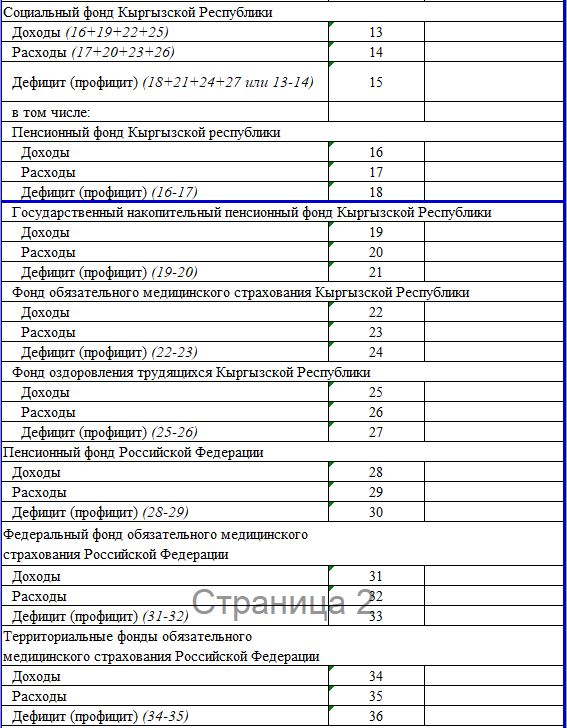 Социальный фонд Кыргызской Республики
Доходы (16+19+22+25) 13
Расходы (17+20+23+26) 14
Дефицит (профицит) (18+21+24+27 или 13-14) 15
в том числе:
Пенсионный фонд Кыргызской республики
Доходы 16
Расходы 17
Дефицит (профицит) (16-17) 18
Государственный накопительный пенсионный фонд Кыргызской Республики
Доходы 19
Расходы 20
Дефицит (профицит) (19-20) 21
Фонд обязательного медицинского страхования Кыргызской Республики
Доходы 22
Расходы 23
Дефицит (профицит) (22-23) 24
Фонд оздоровления трудящихся Кыргызской Республики
Доходы 25
Расходы 26
Дефицит (профицит) (25-26) 27
Пенсионный фонд Российской Федерации
Доходы 28
Расходы 29
Дефицит (профицит) (28-29) 30
Федеральный фонд обязательного медицинского
страхования Российской Федерации
Доходы 31
Расходы 32
Страница 2
Дефицит (профицит) (31-32) 33
Территориальные фонды обязательного
медицинского страхования Российской Федерации
Доходы 34
Расходы 35
Дефицит (профицит) (34-35) 36